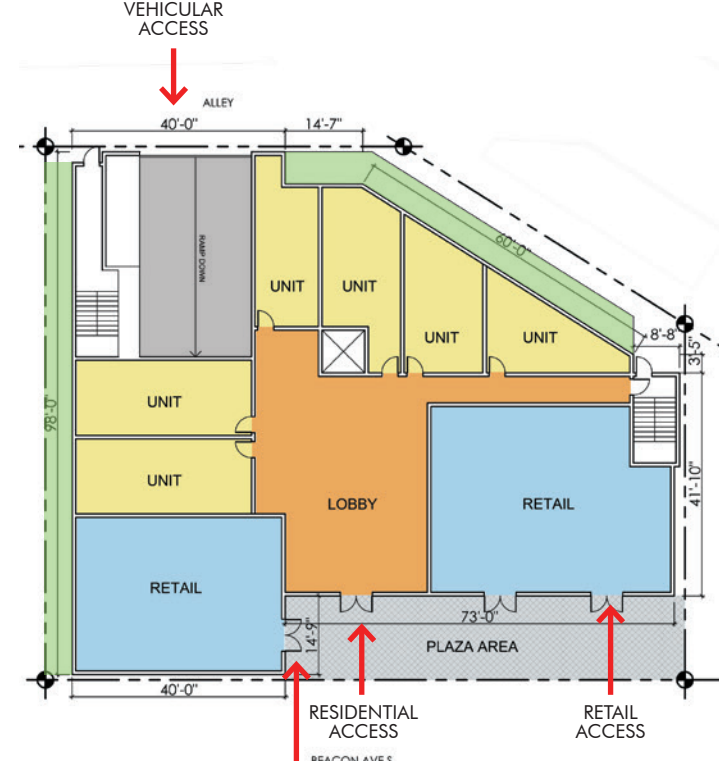 VEHICULAR
ACCESS
ALLEY
40'-0"
14'-7"
RAMP DOWN
60'-0"
UNIT
UNIT
UNIT
UNIT
8'-8"
3'-5"
98'-0"
UNIT
UNIT
LOBBY
RETAIL
41'-10"
RETAIL
73'-0"
14'-9"
PLAZA AREA
40'-0"
RESIDENTIAL
ACCESS
RETAIL
ACCESS
BEACON AVE S